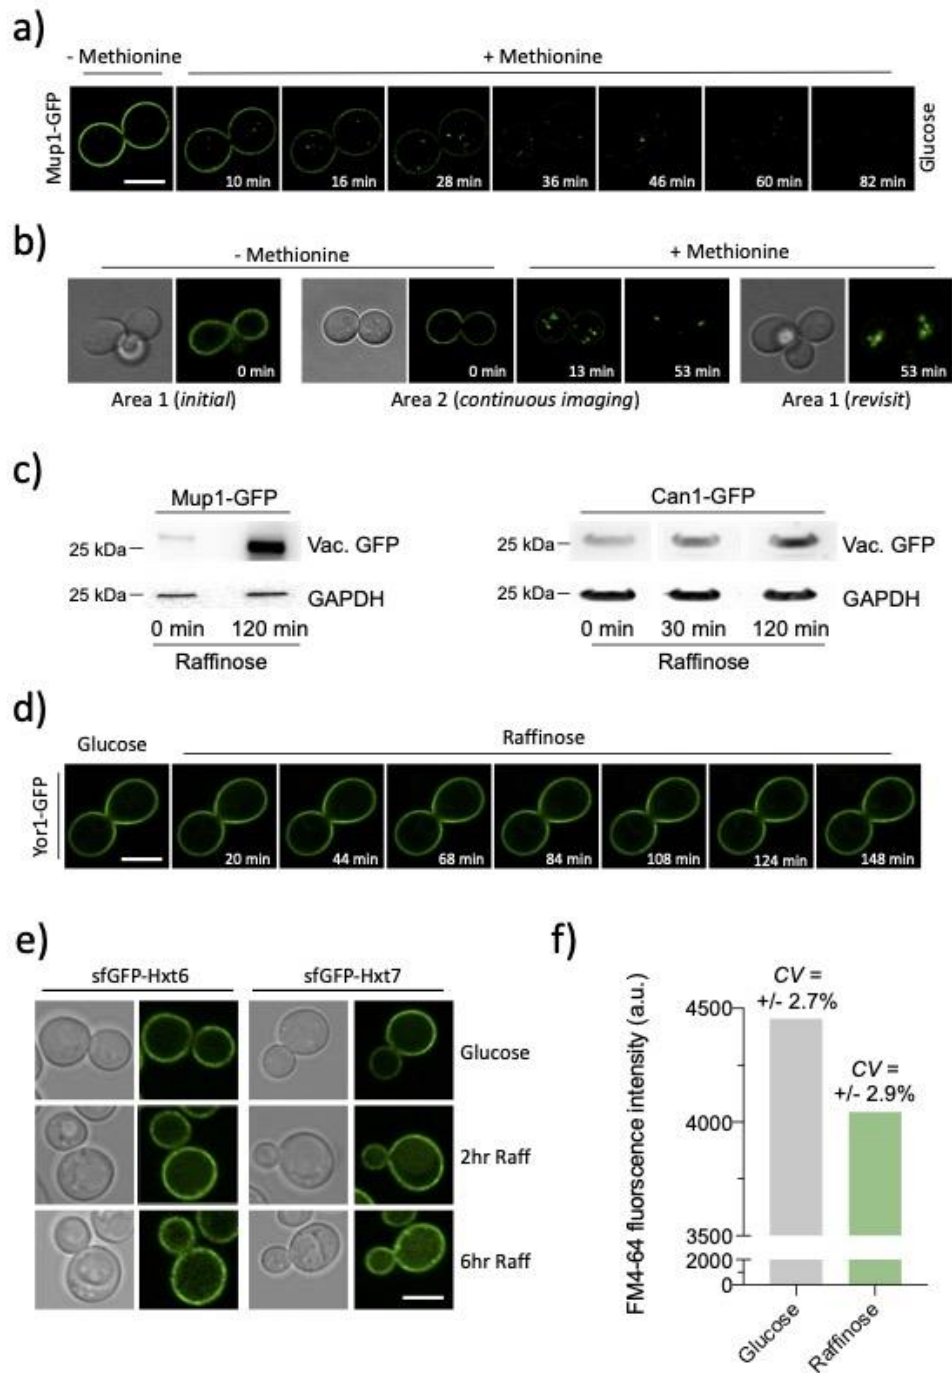 a)
- Methionine
+ Methionine
Mup1-GFP
10 min
16 min
28 min
36 min
46 min
60 min
82 min
Glucose
b)
- Methionine
+ Methionine
0 min
0 min
13 min
53 min
53 min
Area 1 (initial)
Area 2 (continuous imaging)
Area 1 (revisit)
c)
Mup1-GFP
25 kDa
Vac. GFP
25 kDa
GAPDH
0 min 120 min
Raffinose
Can1-GFP
25 kDa
Vac. GFP
25 kDa
GAPDH
0 min 30 min 120 min
Raffinose
d)
Glucose
Raffinose
Yor1-GFP
20 min
44 min
68 min
84 min
108 min
124 min
148 min
e)
sfGFP-Hxt6
sfGFP-Hxt7
Glucose
2hr Raff
6hr Raff
f)
FM4-64 fluorscence intensity (a.u.)
CV =
+/- 2.7%
CV =
+/- 2.9%
4500
4000
3500
2000
0
Glucose
Raffinose